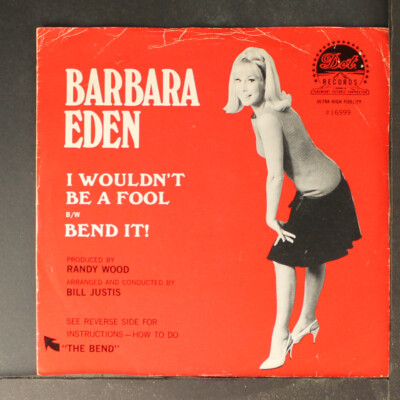 BARBARA
EDEN
I WOULDN'T
BE A FOOL
B/W
BEND IT!
PRODUCED BY
RANDY WOOD
ARRANGED AND CONDUCTED BY
BILL JUSTIS
SEE REVERSE SIDE FOR
INSTRUCTIONS—HOW TO DO
"THE BEND"
Dot
RECORDS
ULTRA HIGH FIDELITY
# 16999